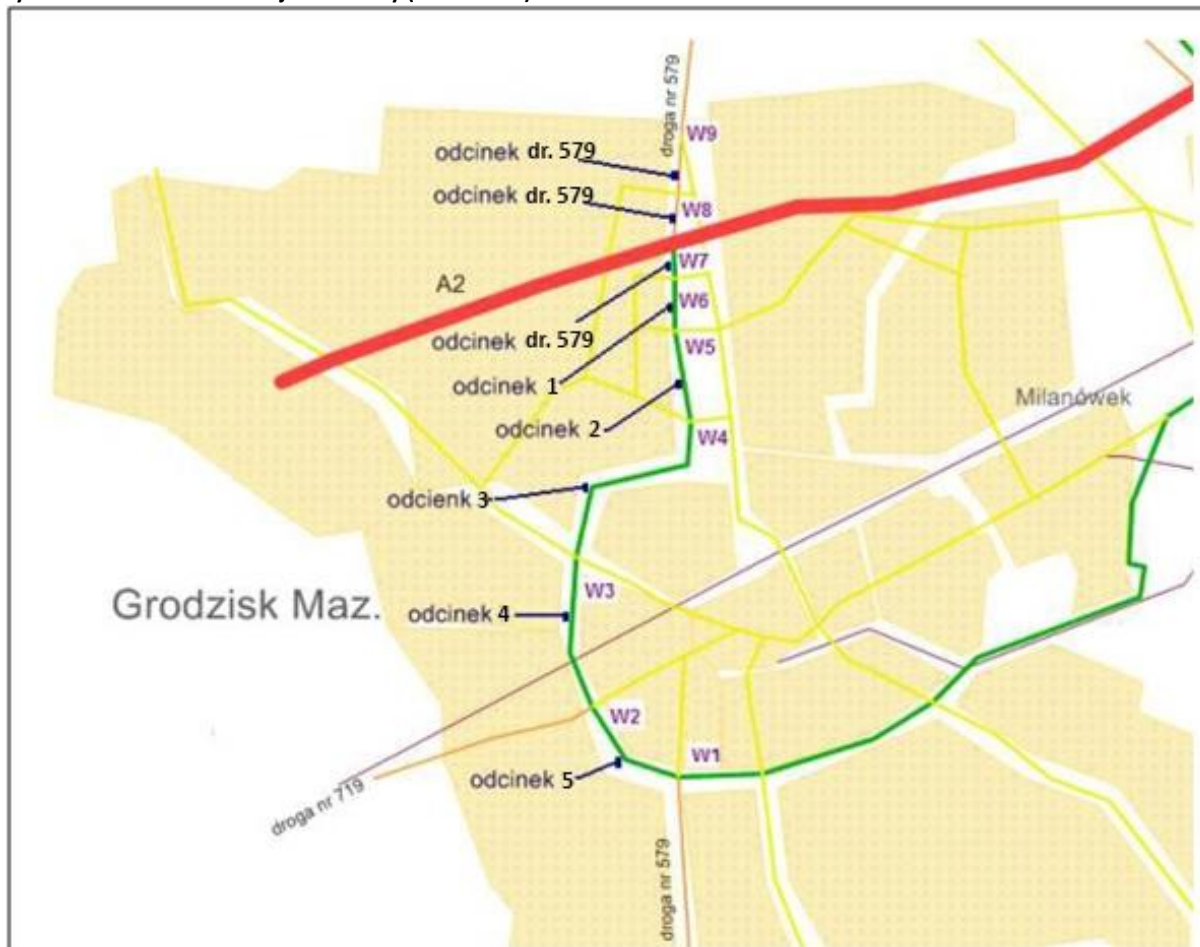 droga nr 579
W9
odcinek dr. 579
odcinek dr. 579
W8
W7
A2
W6
odcinek dr. 579
W5
odcinek 1
Milanówek
odcinek 2
W4
odcienk 3
W3
Grodzisk Maz.
odcinek 4
W2
W1
odcinek 5
droga nr 719
droga nr 579